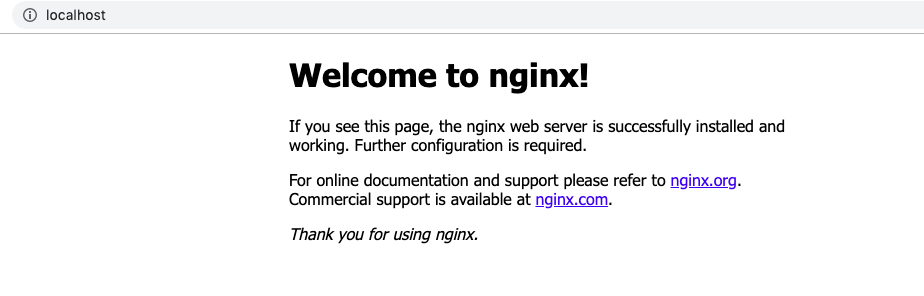 localhost
Welcome to nginx!
If you see this page, the nginx web server is successfully installed and
working. Further configuration is required.
For online documentation and support please refer to nginx.org.
Commercial support is available at nginx.com.
Thank you for using nginx.